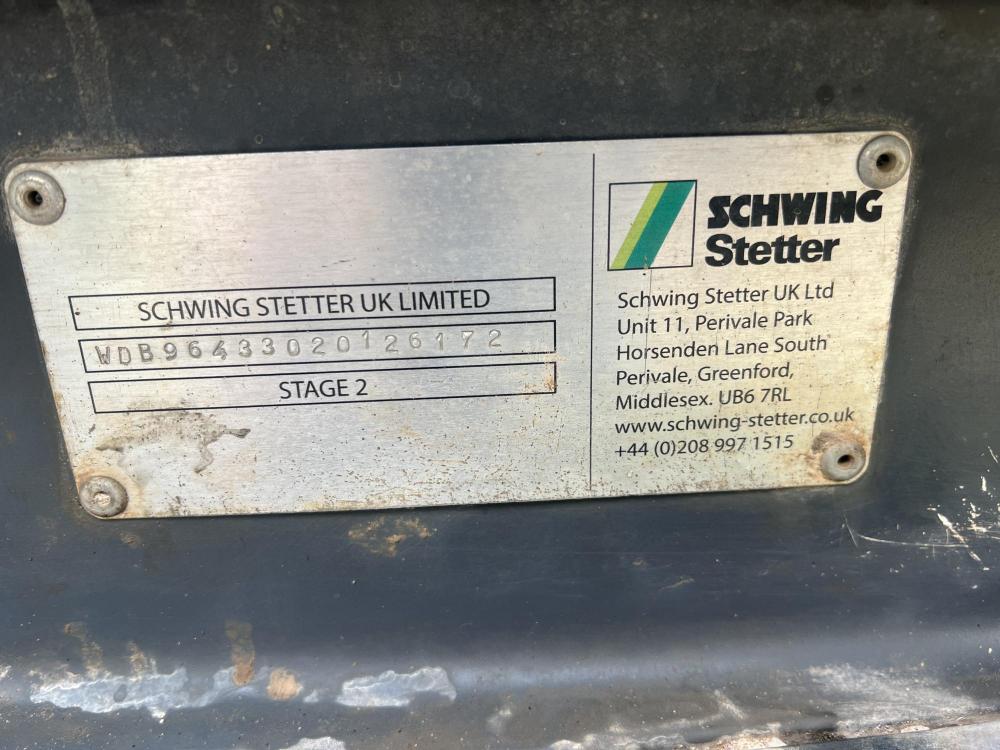 SCHWING STETTER UK LIMITED
WDB96433020126172
STAGE 2
SCHWING
Stetter
Schwing Stetter UK Ltd
Unit 11, Perivale Park
Horsenden Lane South
Perivale, Greenford,
Middlesex. UB6 7RL
www.schwing-stetter.co.uk
+44 (0)208 997 1515